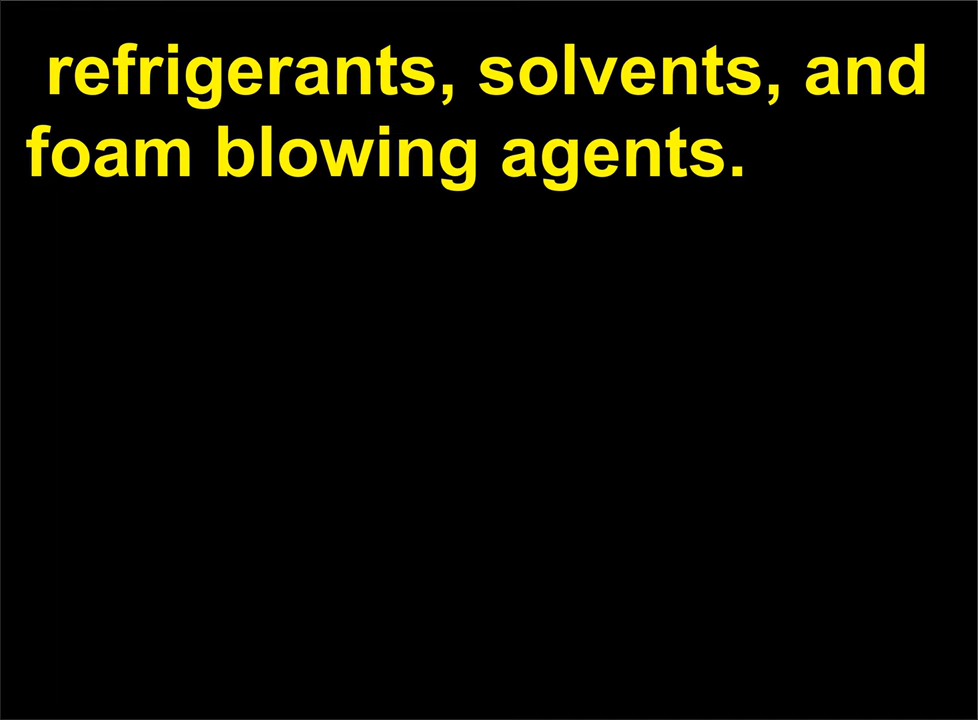 refrigerants, solvents, and
foam blowing agents.